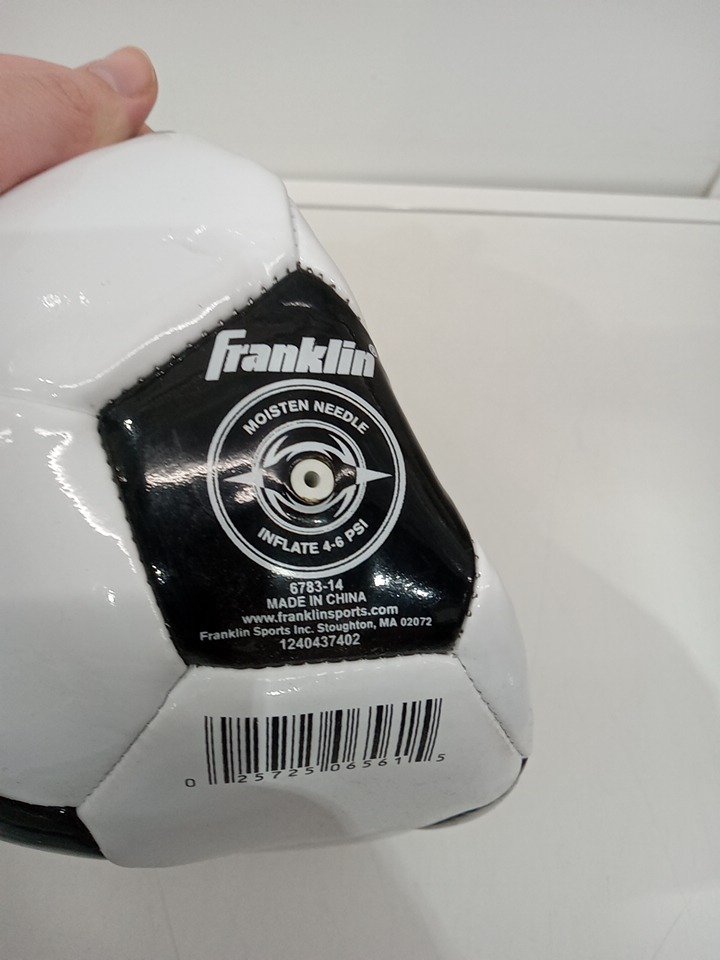 Franklin®
MOISTEN NEEDLE
INFLATE 4-6 PSI
6783-14
MADE IN CHINA
www.franklinsports.com
Franklin Sports Inc. Stoughton, MA 02072
1240437402
0 25725 06561 5